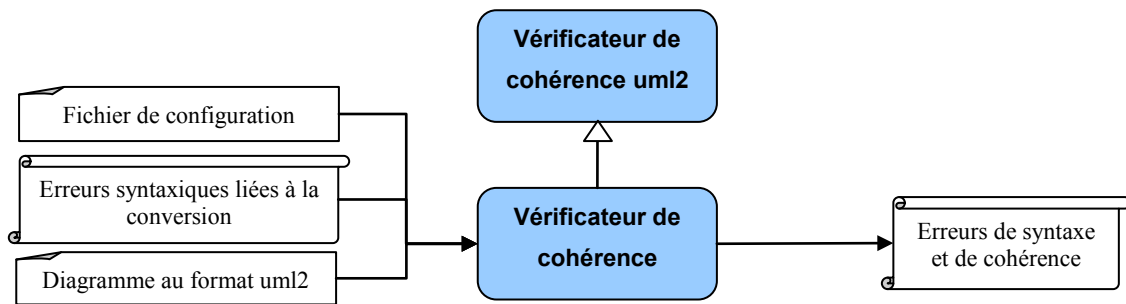 Vérificateur de
cohérence uml2
Fichier de configuration
Erreurs syntaxiques liées à la
conversion
Diagramme au format uml2
Vérificateur de
cohérence
Erreurs de syntaxe
et de cohérence